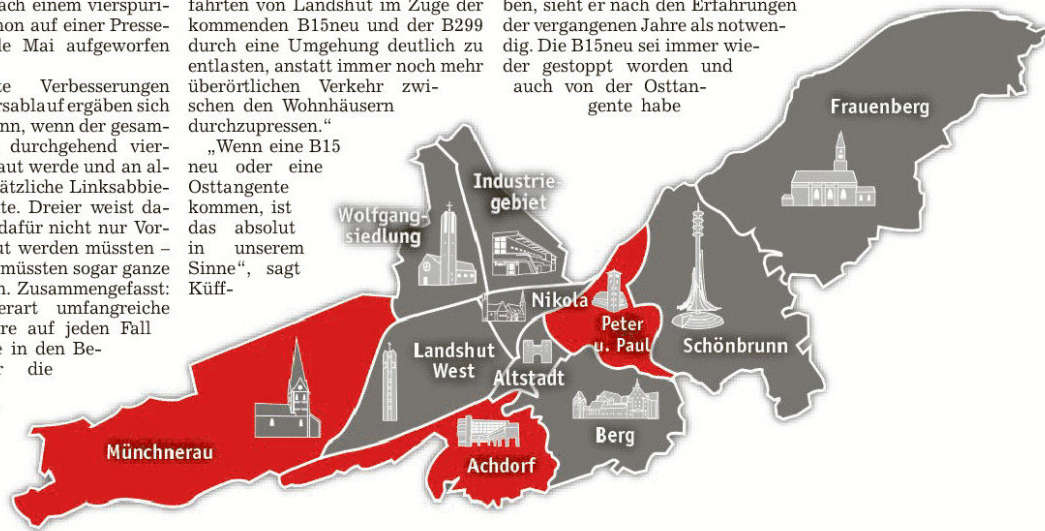 ach einem vierspuri-
on auf einer Presse-
e Mai aufgeworfen
te Verbesserungen
rsablauf ergäben sich
nn, wenn der gesam-
durchgehend vier-
aut werde und an al-
ätzliche Linksabbie-
te. Dreier weist da-
dafür nicht nur Vor-
ut werden müssten –
müssten sogar ganze
n. Zusammengefasst:
erart umfangreiche
re auf jeden Fall
e in den Be-
r die
fahrten von Landshut im Zuge der
kommenden B15neu und der B299
durch eine Umgehung deutlich zu
entlasten, anstatt immer noch mehr
überörtlichen Verkehr zwi-
schen den Wohnhäusern
durchzupressen.“
„Wenn eine B15
neu oder eine
Osttangente
kommen, ist
das absolut
in unserem
Sinne“, sagt
Küff-
ben, sieht er nach den Erfahrungen
der vergangenen Jahre als notwen-
dig. Die B15neu sei immer wie-
der gestoppt worden und
auch von der Osttan-
gente habe
Frauenberg
Industrie-
gebiet
Wolfgang-
siedlung
Nikola
Peter
u. Paul
Schönbrunn
Landshut
West
Altstadt
Berg
Münchnerau
Achdorf